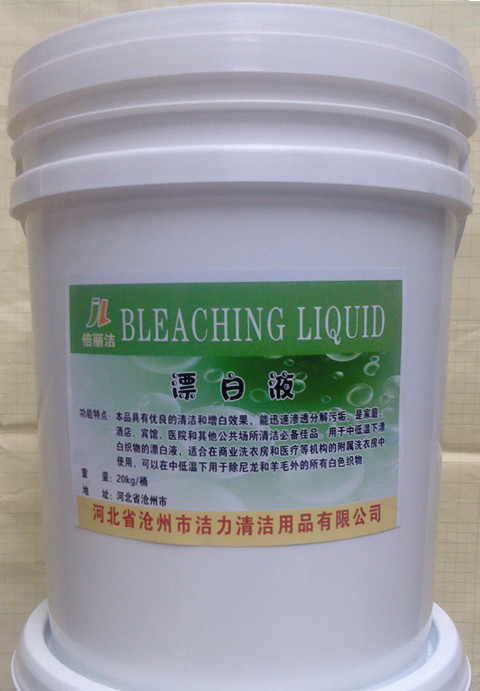 JL
倍丽洁
BLEACHING LIQUID
漂白液
功能特点：本品具有优良的清洁和增白效果、能迅速渗透分解污垢、是家庭、
酒店、宾馆、医院和其他公共场所清洁必备佳品，用于中低温下漂
白织物的漂白液、适合在商业洗衣房和医疗等机构的附属洗衣房中
使用，可以在中低温下用于除尼龙和羊毛外的所有白色织物
重 量：20kg/桶
地 址：河北省沧州市
河北省沧州市洁力清洁用品有限公司